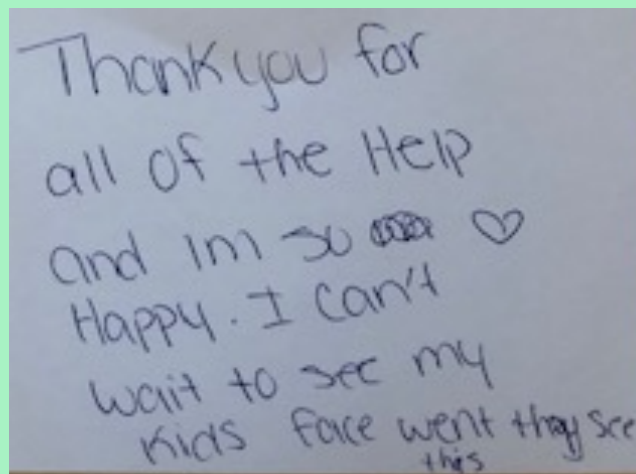 Thank you for
all of the Help
and Im so ♡
Happy. I can't
wait to see my
kids face went they see
this